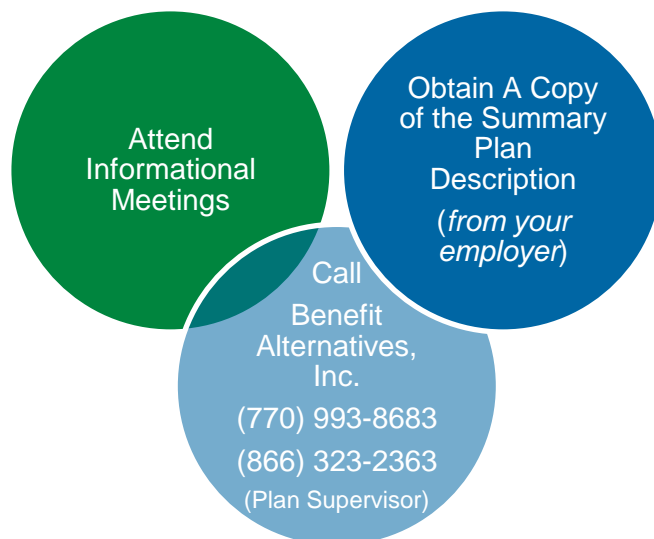 Attend
Informational
Meetings
Obtain A Copy
of the Summary
Plan
Description
(from your
employer)
Call
Benefit
Alternatives,
Inc.
(770) 993-8683
(866) 323-2363
(Plan Supervisor)